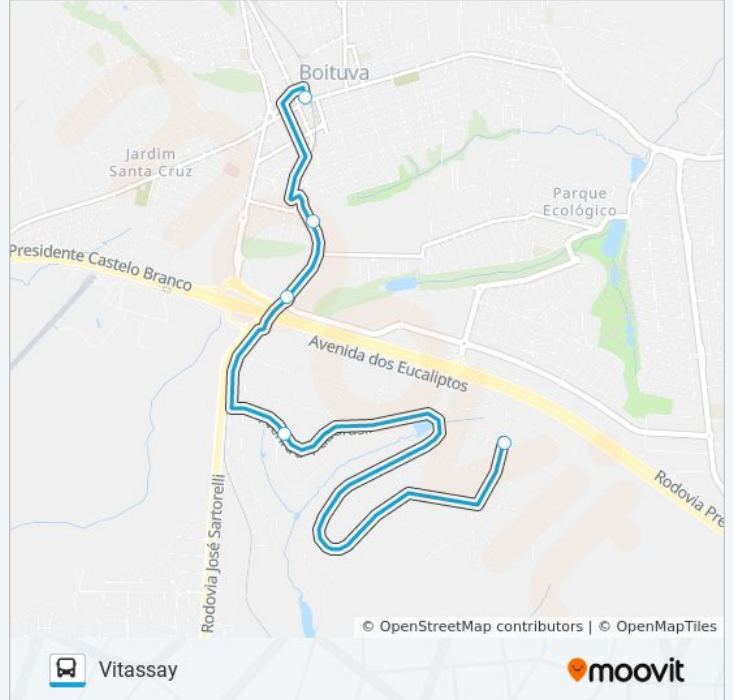 Boituva
Jardim
Santa Cruz
Parque
Ecológico
Presidente Castelo Branco
Avenida dos Eucaliptos
Rodovia Pre
Rodovia José Sartorelli
© OpenStreetMap contributors | © OpenMapTiles
Vitassay
moovit